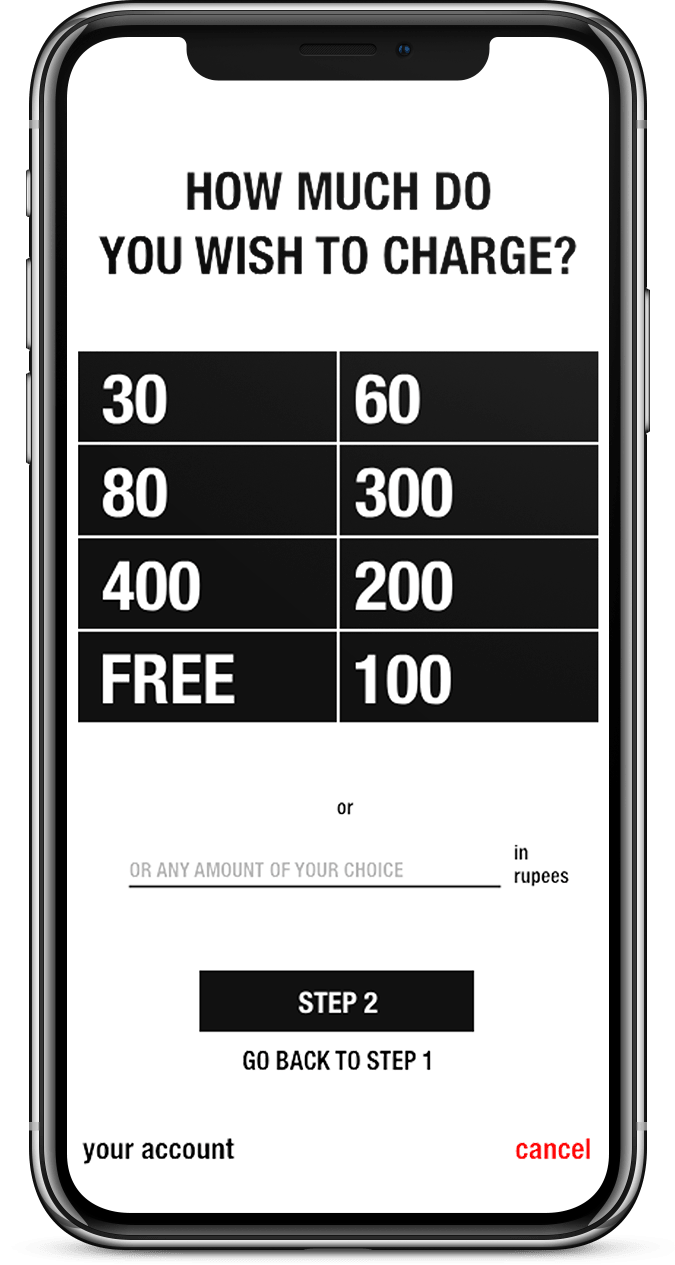 HOW MUCH DO
YOU WISH TO CHARGE?
30
60
80
300
400
200
FREE
100
or
OR ANY AMOUNT OF YOUR CHOICE
in
rupees
STEP 2
GO BACK TO STEP 1
your account
cancel